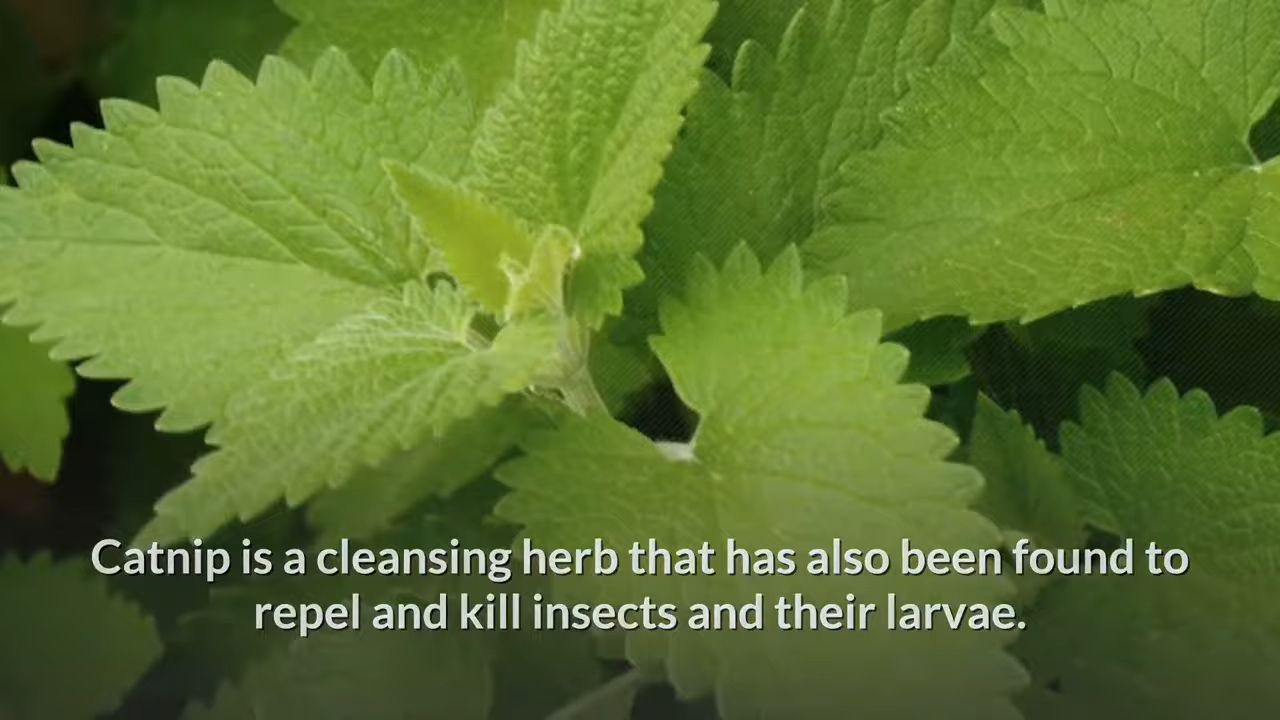 Catnip is a cleansing herb that has also been found to
repel and kill insects and their larvae.